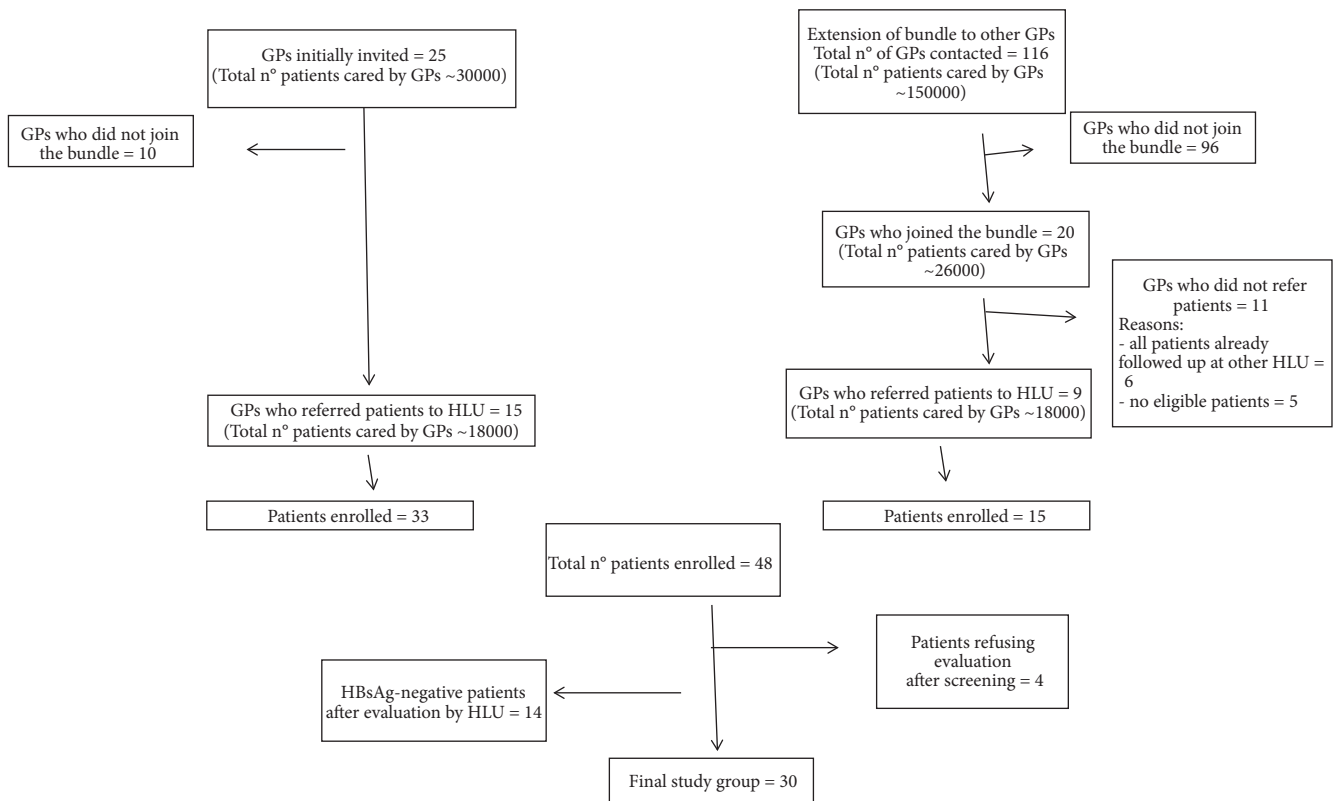 GPs initially invited = 25
(Total n° patients cared by GPs ~30000)
GPs who did not join
the bundle = 10
GPs who referred patients to HLU = 15
(Total n° patients cared by GPs ~18000)
Patients enrolled = 33
Extension of bundle to other GPs
Total n° of GPs contacted = 116
(Total n° patients cared by GPs
~150000)
GPs who did not join
the bundle = 96
GPs who joined the bundle = 20
(Total n° patients cared by GPs
~26000)
GPs who did not refer
patients = 11
Reasons:
- all patients already
followed up at other HLU =
6
- no eligible patients = 5
GPs who referred patients to HLU = 9
(Total n° patients cared by GPs ~18000)
Patients enrolled = 15
Total n° patients enrolled = 48
Patients refusing
evaluation
after screening = 4
HBsAg-negative patients
after evaluation by HLU = 14
Final study group = 30